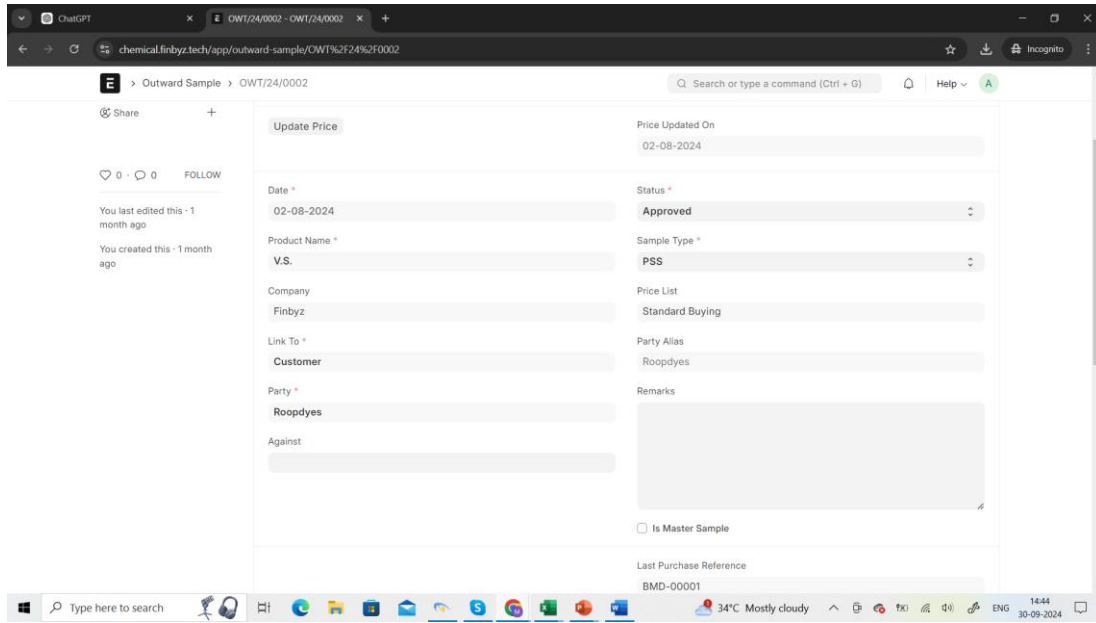 ChatGPT
OWT/24/0002 - OWT/24/0002
chemical.finbyz.tech/app/outward-sample/OWT%2F24%2F0002
Incognito
E > Outward Sample > OWT/24/0002
Search or type a command (Ctrl + G)
Help
A
Share +
Update Price
Price Updated On
02-08-2024
0 · 0 FOLLOW
Date *
Status *
You last edited this · 1
month ago
02-08-2024
Approved
You created this · 1 month
ago
Product Name *
Sample Type *
V.S.
PSS
Company
Price List
Finbyz
Standard Buying
Link To *
Party Alias
Customer
Roopdyes
Party *
Remarks
Roopdyes
Against
Is Master Sample
Last Purchase Reference
BMD-00001
Type here to search
34°C Mostly cloudy
ENG
14:44
30-09-2024